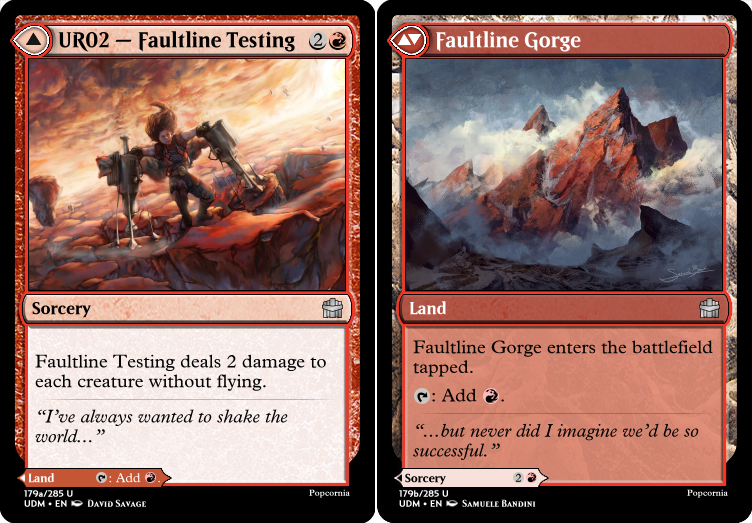 UR02 — Faultline Testing 2
Sorcery
Faultline Testing deals 2 damage to
each creature without flying.
“I’ve always wanted to shake the
world…”
Land : Add .
179a/285 U
Popcornia
UDM • EN David Savage
Faultline Gorge
Land
Faultline Gorge enters the battlefield
tapped.
: Add .
“…but never did I imagine we’d be so
successful.”
Sorcery 2
179b/285 U
Popcornia
UDM • EN Samuele Bandini